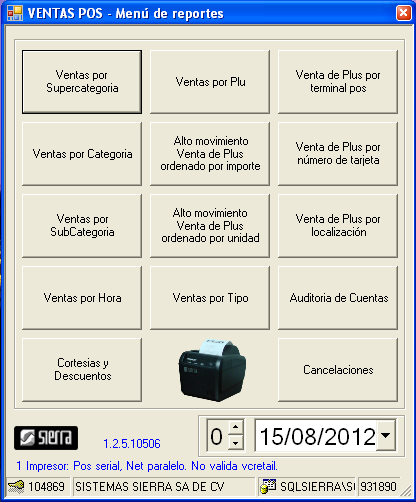 VENTAS POS - Menú de reportes
Ventas por
Supercategoria
Ventas por Plu
Venta de Plus por
terminal pos
Ventas por Categoria
Alto movimiento
Venta de Plus
ordenado por importe
Venta de Plus por
número de tarjeta
Ventas por
SubCategoria
Alto movimiento
Venta de Plus
ordenado por unidad
Venta de Plus por
localización
Ventas por Hora
Ventas por Tipo
Auditoria de Cuentas
Cortesias y
Descuentos
Cancelaciones
sierra
1.2.5.10506
0
15/08/2012
1 Impresor: Pos serial, Net paralelo. No valida vcretail.
104869
SISTEMAS SIERRA SA DE CV
SQLSIERRA\S
931890